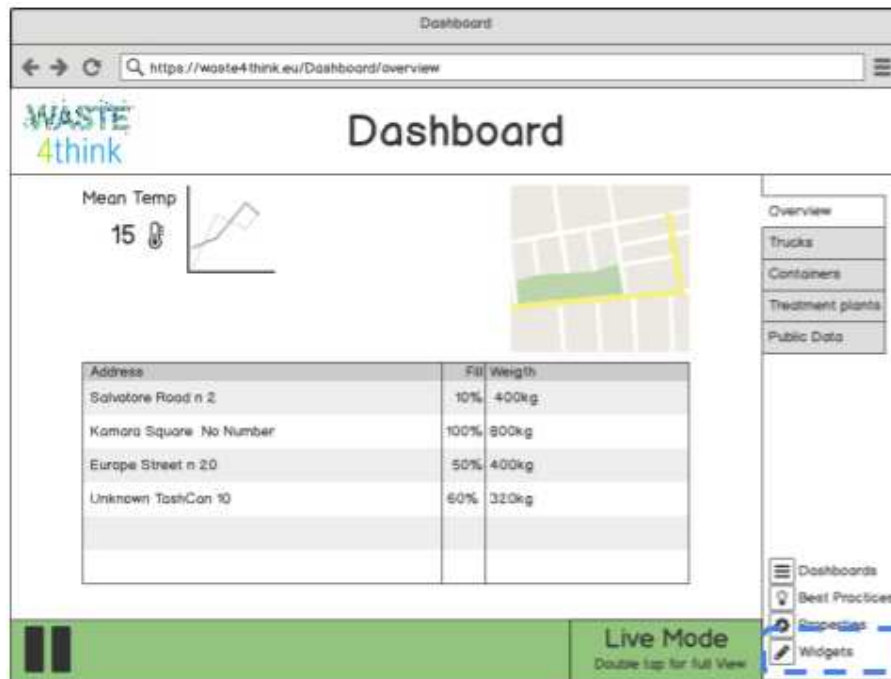 Dashboard
https://waste4think.eu/Dashboard/overview
WASTE
4think
Dashboard
Mean Temp
15
Overview
Trucks
Containers
Treatment plants
Public Data
Address Fill Weigth
Salvatore Road n 2 10% 400kg
Kamara Square No Number 100% 800kg
Europe Street n 20 50% 400kg
Unknown TashCan 10 60% 320kg
Dashboards
Best Practices
Properties
Widgets
Live Mode
Double tap for full View